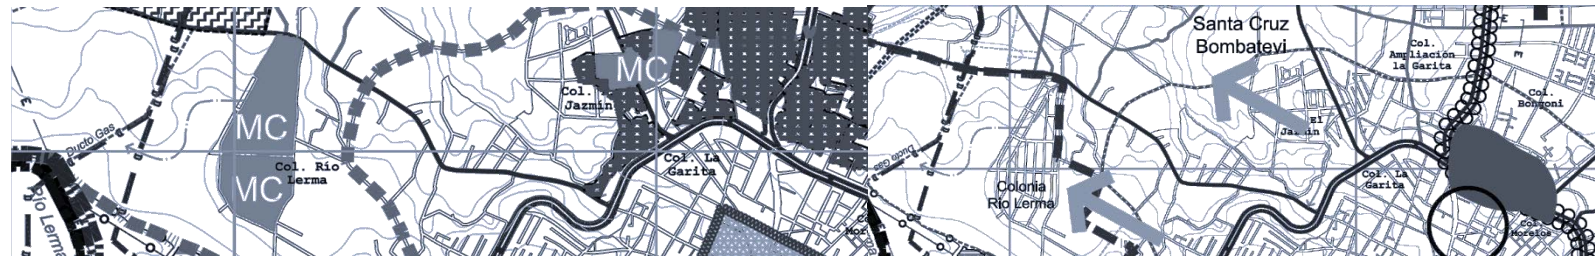 MC
MC
MC
Col.
Jazmín
Ducto Gas
Col. Río
Lerma
Col. La
Garita
Río Lerma
Santa Cruz
Bombatevi
Col.
Ampliación
la Garita
Col.
Bongoni
El
Jazmín
Ducto Gas
Colonia
Río Lerma
Col. La
Garita
Col.
Morelos